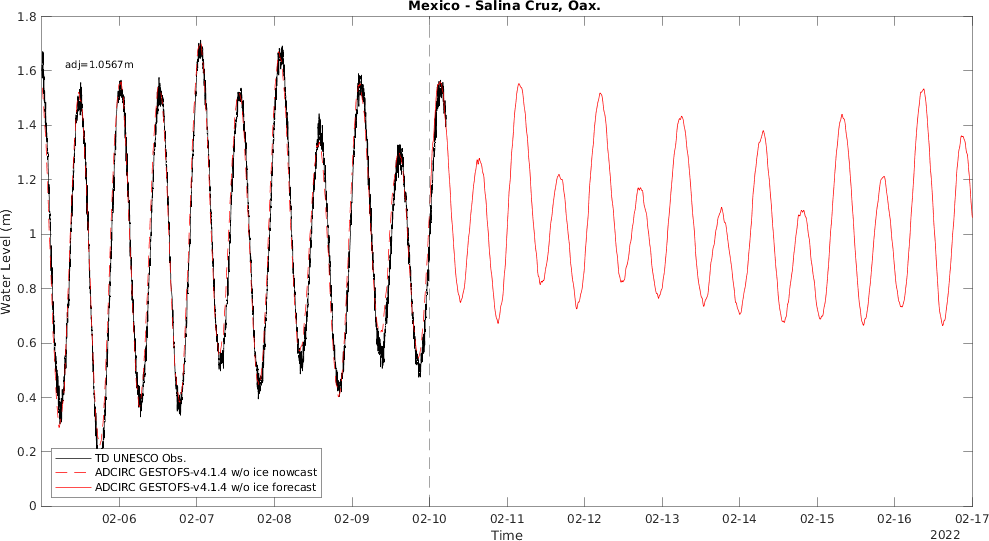 Mexico - Salina Cruz, Oax.
1.8
1.6
1.4
1.2
1
0.8
0.6
0.4
0.2
0
Water Level (m)
adj=1.0567m
TD UNESCO Obs.
ADCIRC GESTOFS-v4.1.4 w/o ice nowcast
ADCIRC GESTOFS-v4.1.4 w/o ice forecast
02-06 02-07 02-08 02-09 02-10 02-11 02-12 02-13 02-14 02-15 02-16 02-17
Time
2022